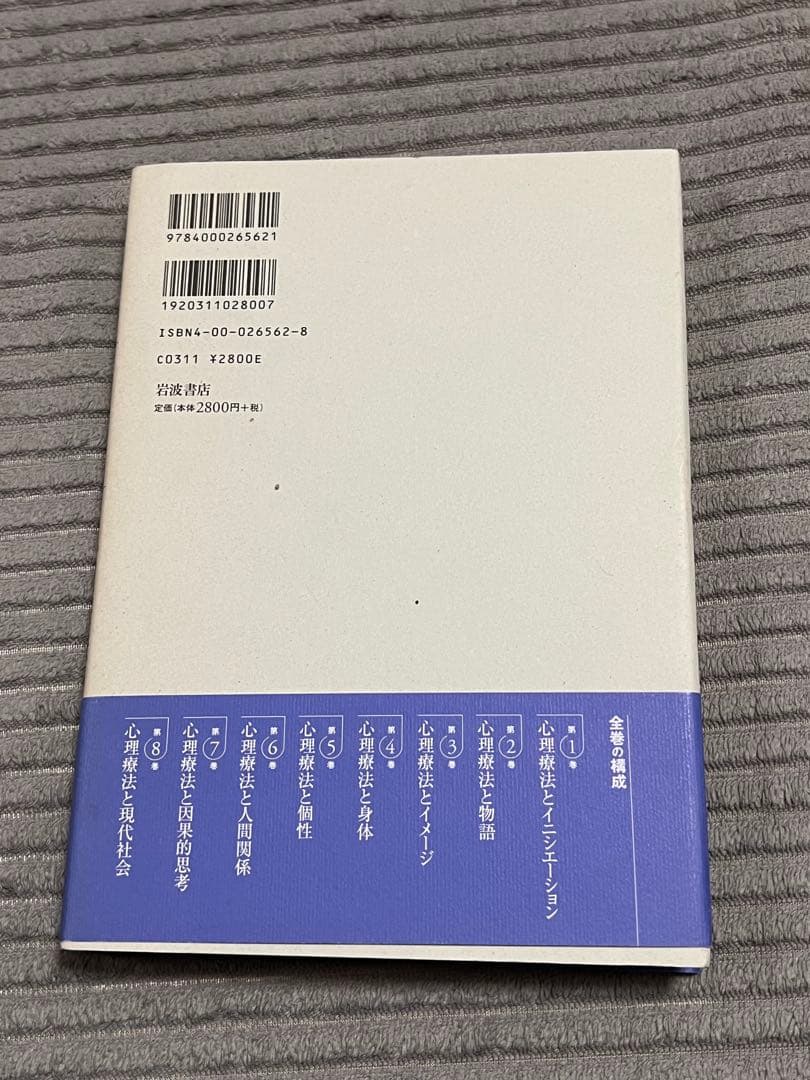 9784000265621
1920311028007
ISBN4-00-026562-8
C0311 ¥2800E
岩波書店
定価(本体2800円+税)
全巻の構成
第1巻
心理療法とイニシエーション
第2巻
心理療法と物語
第3巻
心理療法とイメージ
第4巻
心理療法と身体
第5巻
心理療法と個性
第6巻
心理療法と人間関係
第7巻
心理療法と因果的思考
第8巻
心理療法と現代社会